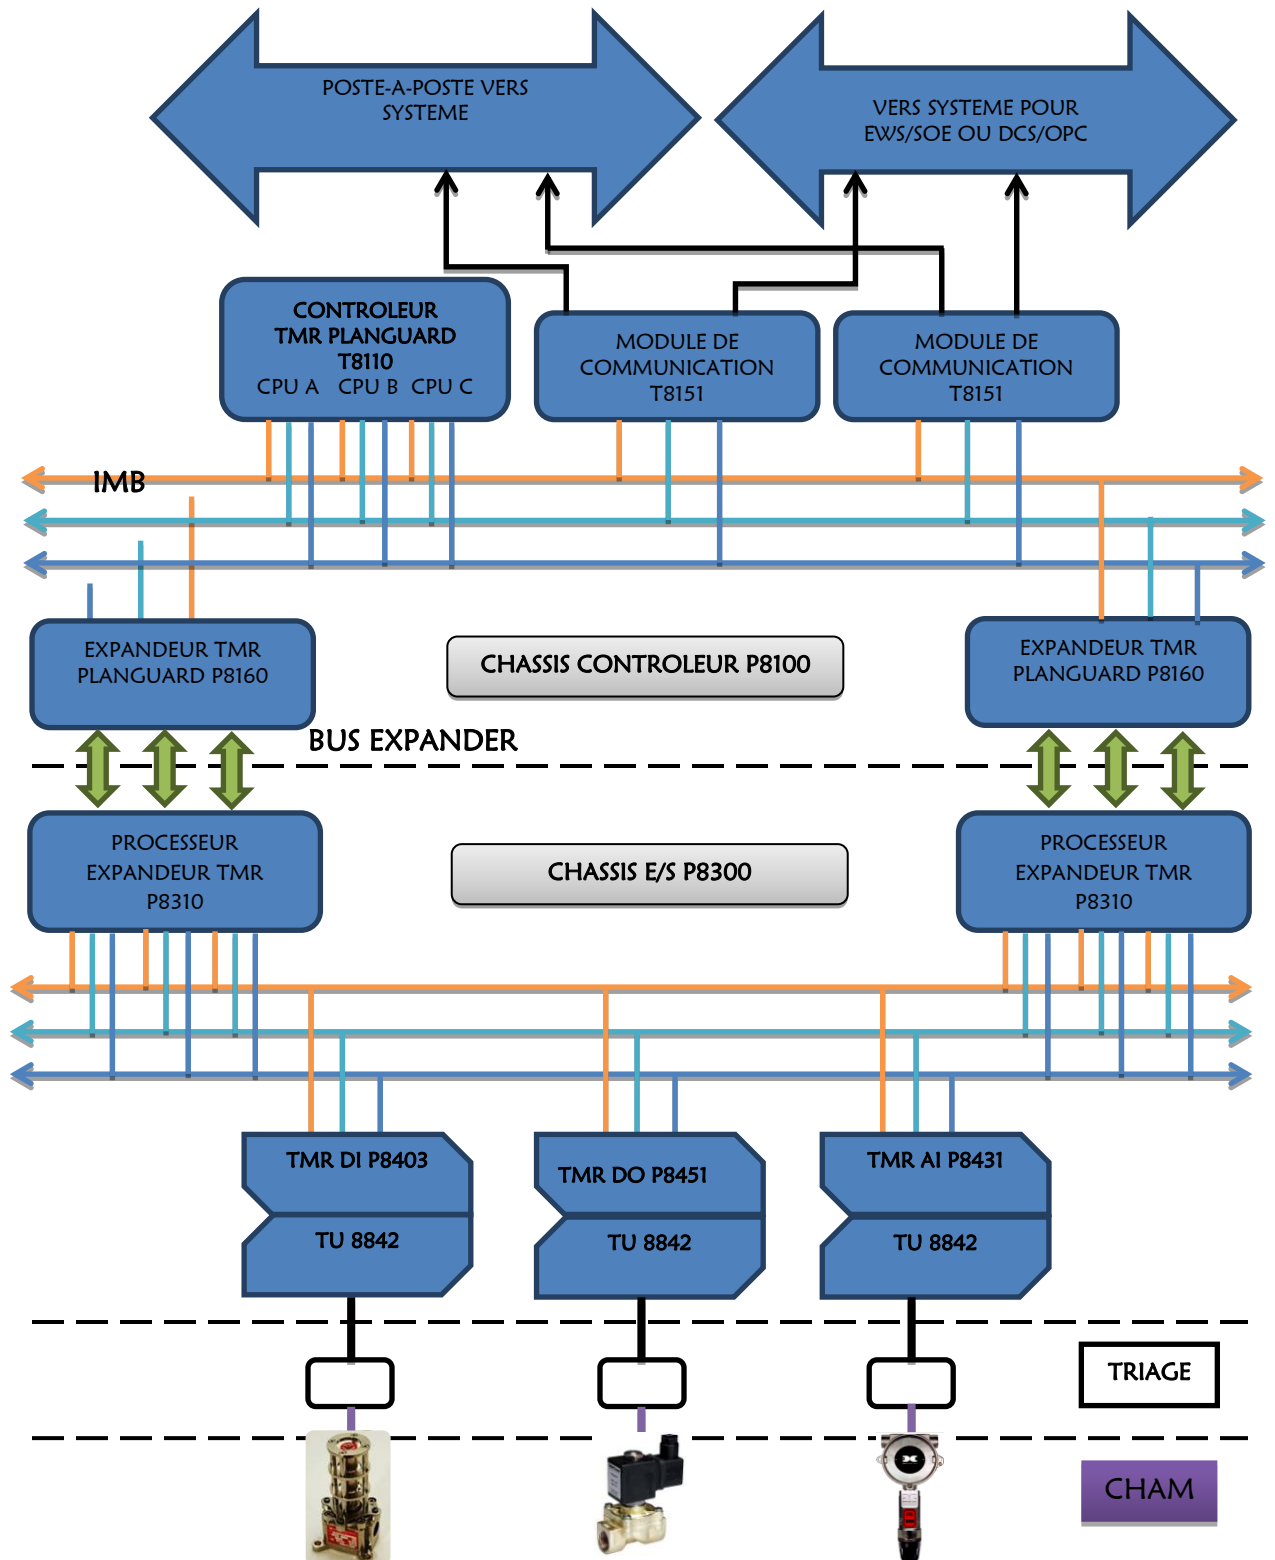 POSTE-A-POSTE VERS
SYSTEME
VERS SYSTEME POUR
EWS/SOE OU DCS/OPC
CONTROLEUR
TMR PLANGUARD
T8110
CPU A CPU B CPU C
MODULE DE
COMMUNICATION
T8151
MODULE DE
COMMUNICATION
T8151
IMB
EXPANDEUR TMR
PLANGUARD P8160
CHASSIS CONTROLEUR P8100
EXPANDEUR TMR
PLANGUARD P8160
BUS EXPANDER
PROCESSEUR
EXPANDEUR TMR
P8310
CHASSIS E/S P8300
PROCESSEUR
EXPANDEUR TMR
P8310
TMR DI P8403
TU 8842
TMR DO P8451
TU 8842
TMR AI P8431
TU 8842
TRIAGE
CHAM